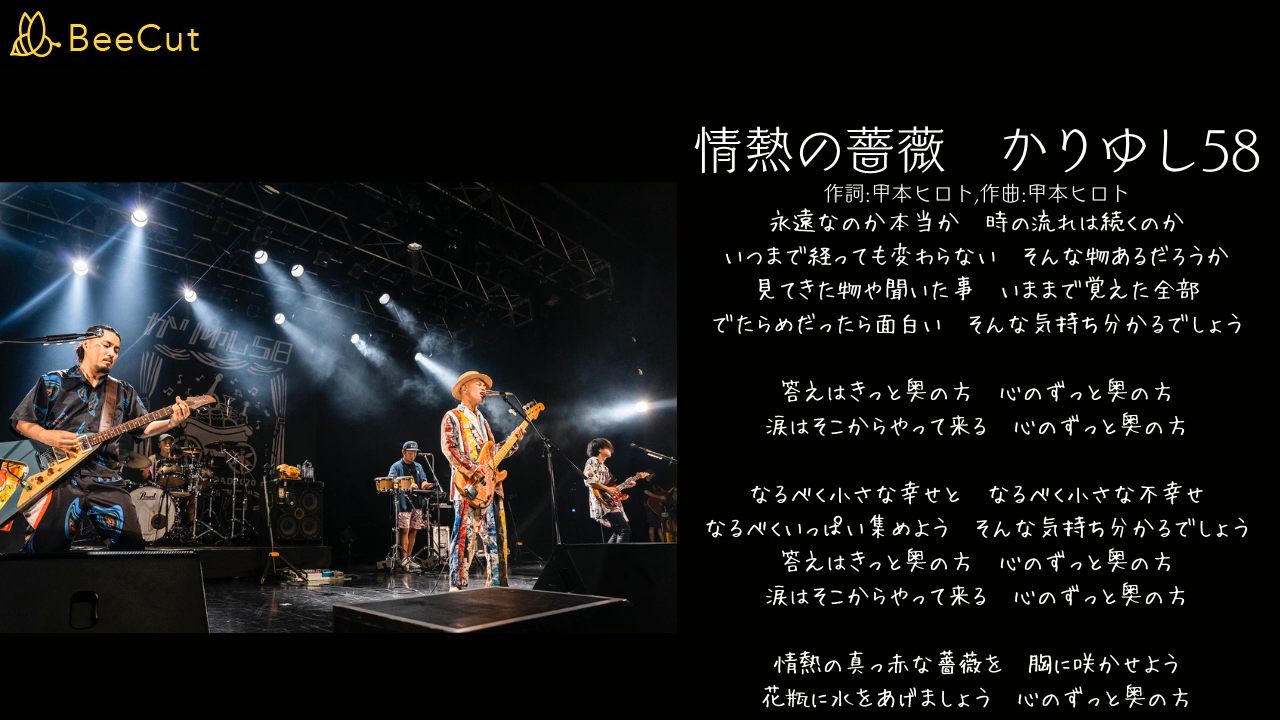 BeeCut
情熱の薔薇　かりゆし58
作詞:甲本ヒロト,作曲:甲本ヒロト
永遠なのか本当か　時の流れは続くのか
いつまで経っても変わらない　そんな物あるだろうか
見てきた物や聞いた事　いままで覚えた全部
でたらめだったら面白い　そんな気持ち分かるでしょう
答えはきっと奥の方　心のずっと奥の方
涙はそこからやって来る　心のずっと奥の方
なるべく小さな幸せと　なるべく小さな不幸せ
なるべくいっぱい集めよう　そんな気持ち分かるでしょう
答えはきっと奥の方　心のずっと奥の方
涙はそこからやって来る　心のずっと奥の方
情熱の真っ赤な薔薇を　胸に咲かせよう
花瓶に水をあげましょう　心のずっと奥の方
かりゆし58
Pearl